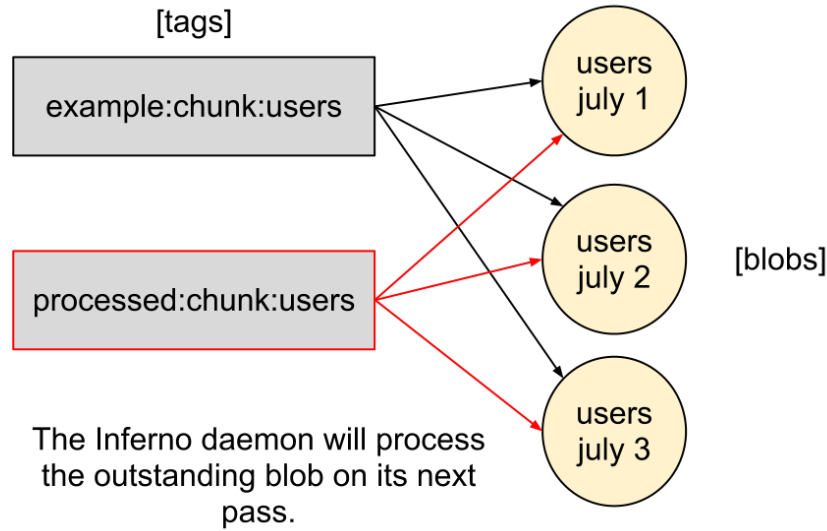 [tags]
example:chunk:users
users
july 1
users
july 2
[blobs]
processed:chunk:users
users
july 3
The Inferno daemon will process
the outstanding blob on its next
pass.